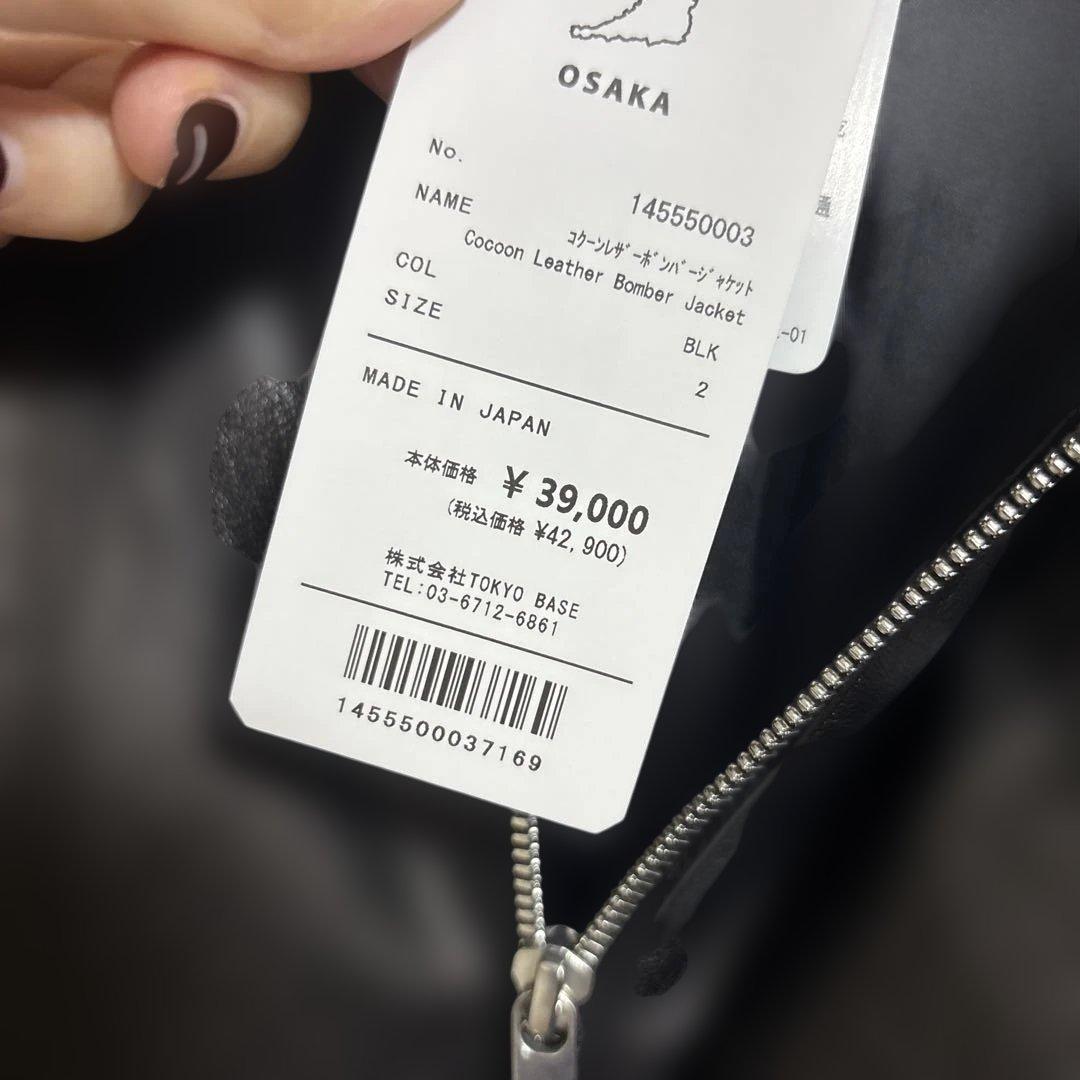 OSAKA
No.
145550003
NAME
コクーンレザーボンバージャケット
Cocoon Leather Bomber Jacket
COL
BLK
SIZE
2
MADE IN JAPAN
本体価格 ¥ 39,000
(税込価格 ¥42,900)
株式会社TOKYO BASE
TEL:03-6712-6861
1455500037169
-01